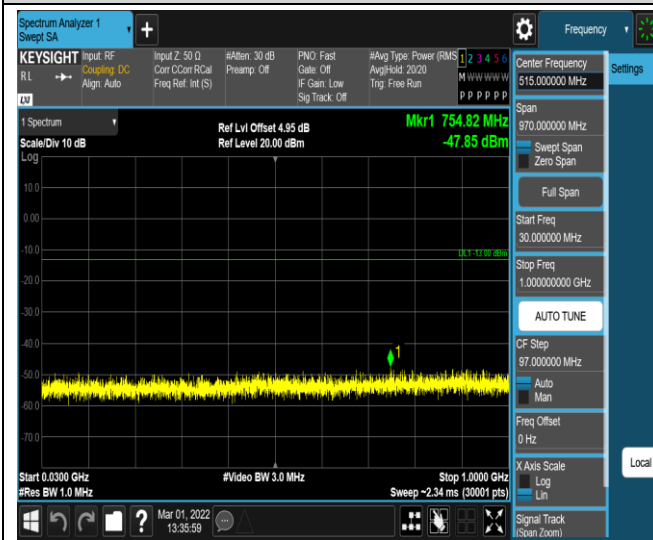 Spectrum Analyzer 1
Swept SA
+
Frequency
KEYSIGHT
RL
LXI
Input: RF
Coupling: DC
Align: Auto
Input Z: 50 Ω
Corr CCorr RCal
Freq Ref: Int (S)
#Atten: 30 dB
Preamp: Off
PNO: Fast
Gate: Off
IF Gain: Low
Sig Track: Off
#Avg Type: Power (RMS
Avg|Hold: 20/20
Trig: Free Run
1 2 3 4 5 6
M W W W W W
P P P P P P
1 Spectrum
Scale/Div 10 dB
Log
Ref Lvl Offset 4.95 dB
Ref Level 20.00 dBm
Mkr1 754.82 MHz
-47.85 dBm
10.0
0.00
-10.0
DL1 -13.00 dBm
-20.0
-30.0
-40.0
1
-50.0
-60.0
-70.0
Start 0.0300 GHz
#Res BW 1.0 MHz
#Video BW 3.0 MHz
Stop 1.0000 GHz
Sweep ~2.34 ms (30001 pts)
?
Mar 01, 2022
13:35:59
Center Frequency
515.000000 MHz
Span
970.000000 MHz
Swept Span
Zero Span
Full Span
Start Freq
30.000000 MHz
Stop Freq
1.000000000 GHz
AUTO TUNE
CF Step
97.000000 MHz
Auto
Man
Freq Offset
0 Hz
X Axis Scale
Log
Lin
Signal Track
(Span Zoom)
Settings
Local